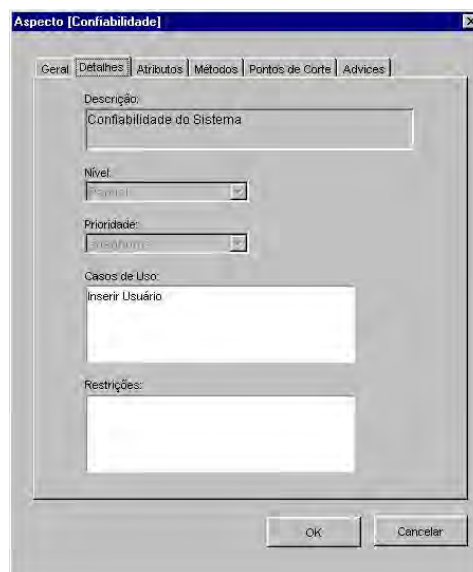 Aspecto [Confiabilidade]
Geral Detalhes Atributos Métodos Pontos de Corte Advices
Descrição:
Confiabilidade do Sistema
Nível:
Prioridade:
Casos de Uso:
Inserir Usuário
Restrições:
OK Cancelar